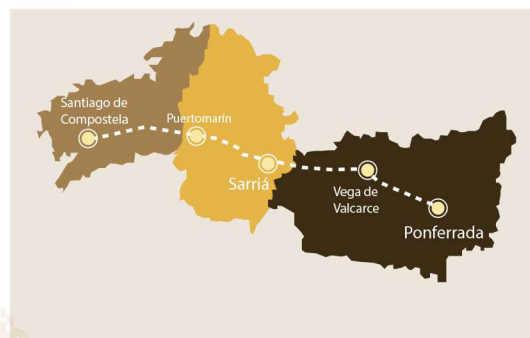 Santiago de
Compostela
Puertomarín
Sarriá
Vega de
Valcarce
Ponferrada